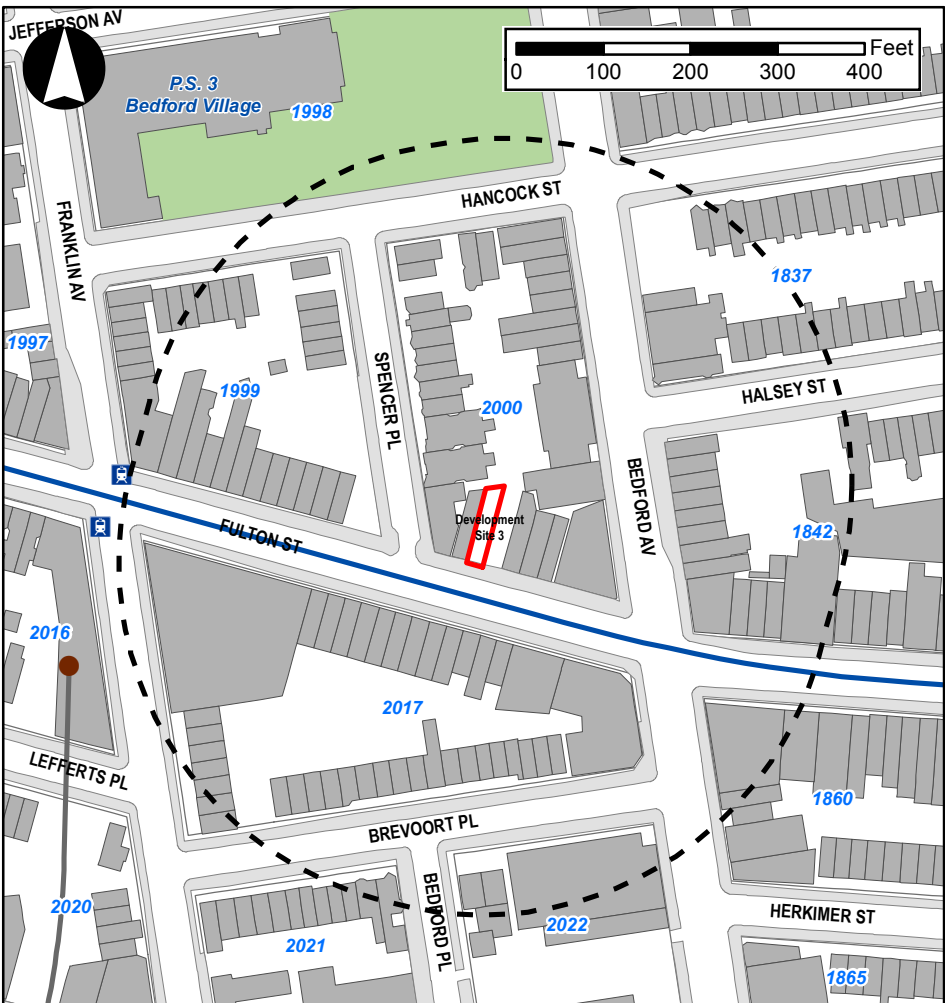 JEFFERSON AV
Feet
0 100 200 300 400
P.S. 3
Bedford Village
1998
HANCOCK ST
FRANKLIN AV
1837
1997
SPENCER PL
1999
HALSEY ST
2000
BEDFORD AV
Development
Site 3
FULTON ST
1842
2016
2017
LEFFERTS PL
1860
BREVOORT PL
BEDFORD PL
2020
HERKIMER ST
2022
2021
1865